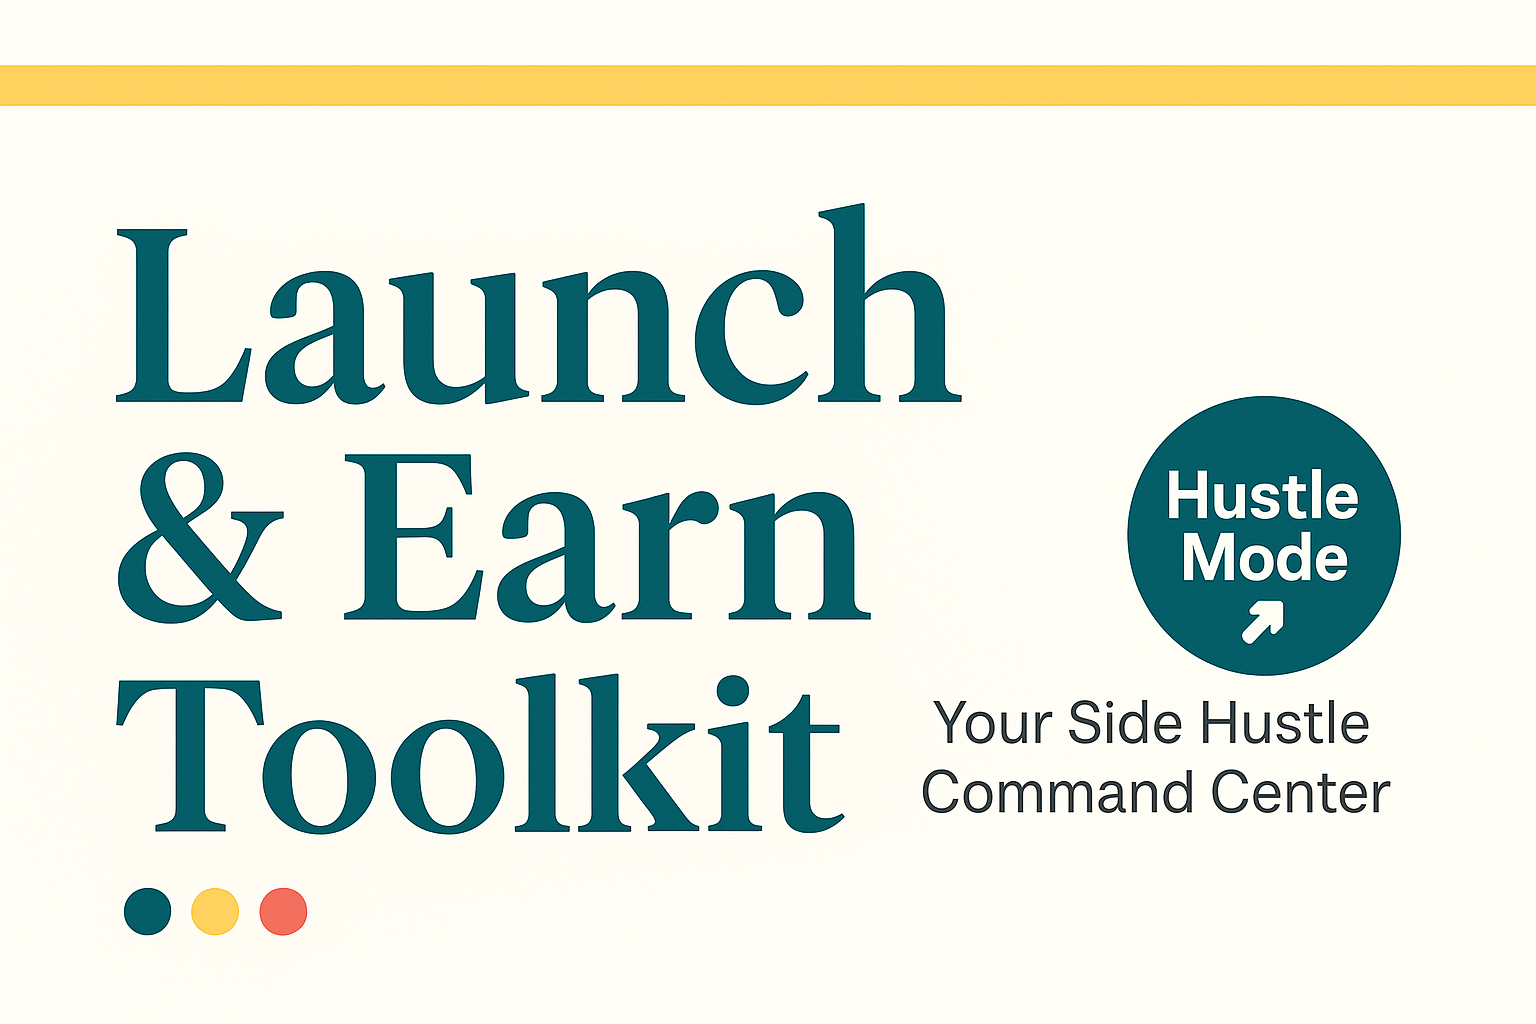 Launch
& Earn
Toolkit
Hustle
Mode
Your Side Hustle
Command Center